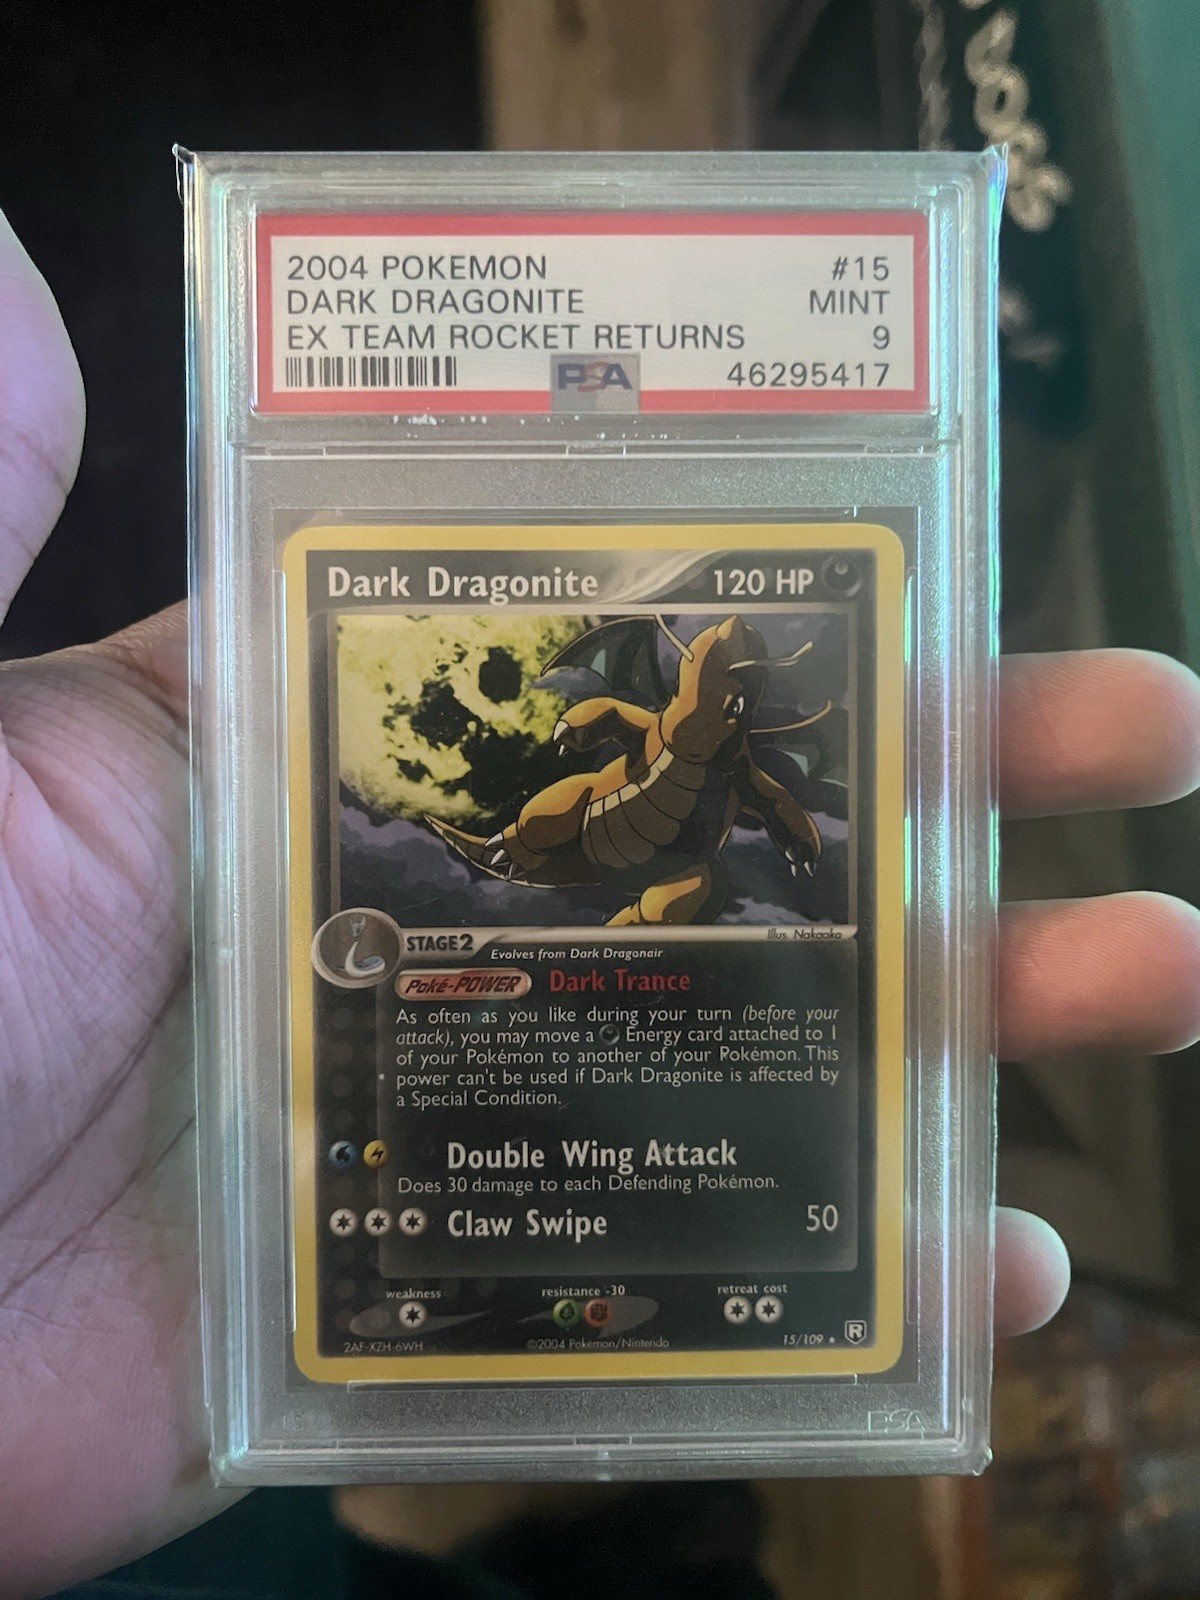 2004 POKEMON #15
DARK DRAGONITE MINT
EX TEAM ROCKET RETURNS 9
PSA 46295417
Dark Dragonite 120 HP
Illus. Nakaoka
STAGE2 Evolves from Dark Dragonair
Poké-POWER Dark Trance
As often as you like during your turn (before your
attack), you may move a Energy card attached to 1
of your Pokémon to another of your Pokémon. This
power can't be used if Dark Dragonite is affected by
a Special Condition.
Double Wing Attack
Does 30 damage to each Defending Pokémon.
Claw Swipe 50
weakness resistance -30 retreat cost
2AF-XZH-6WH ©2004 Pokémon/Nintendo 15/109 ★ R
PSA